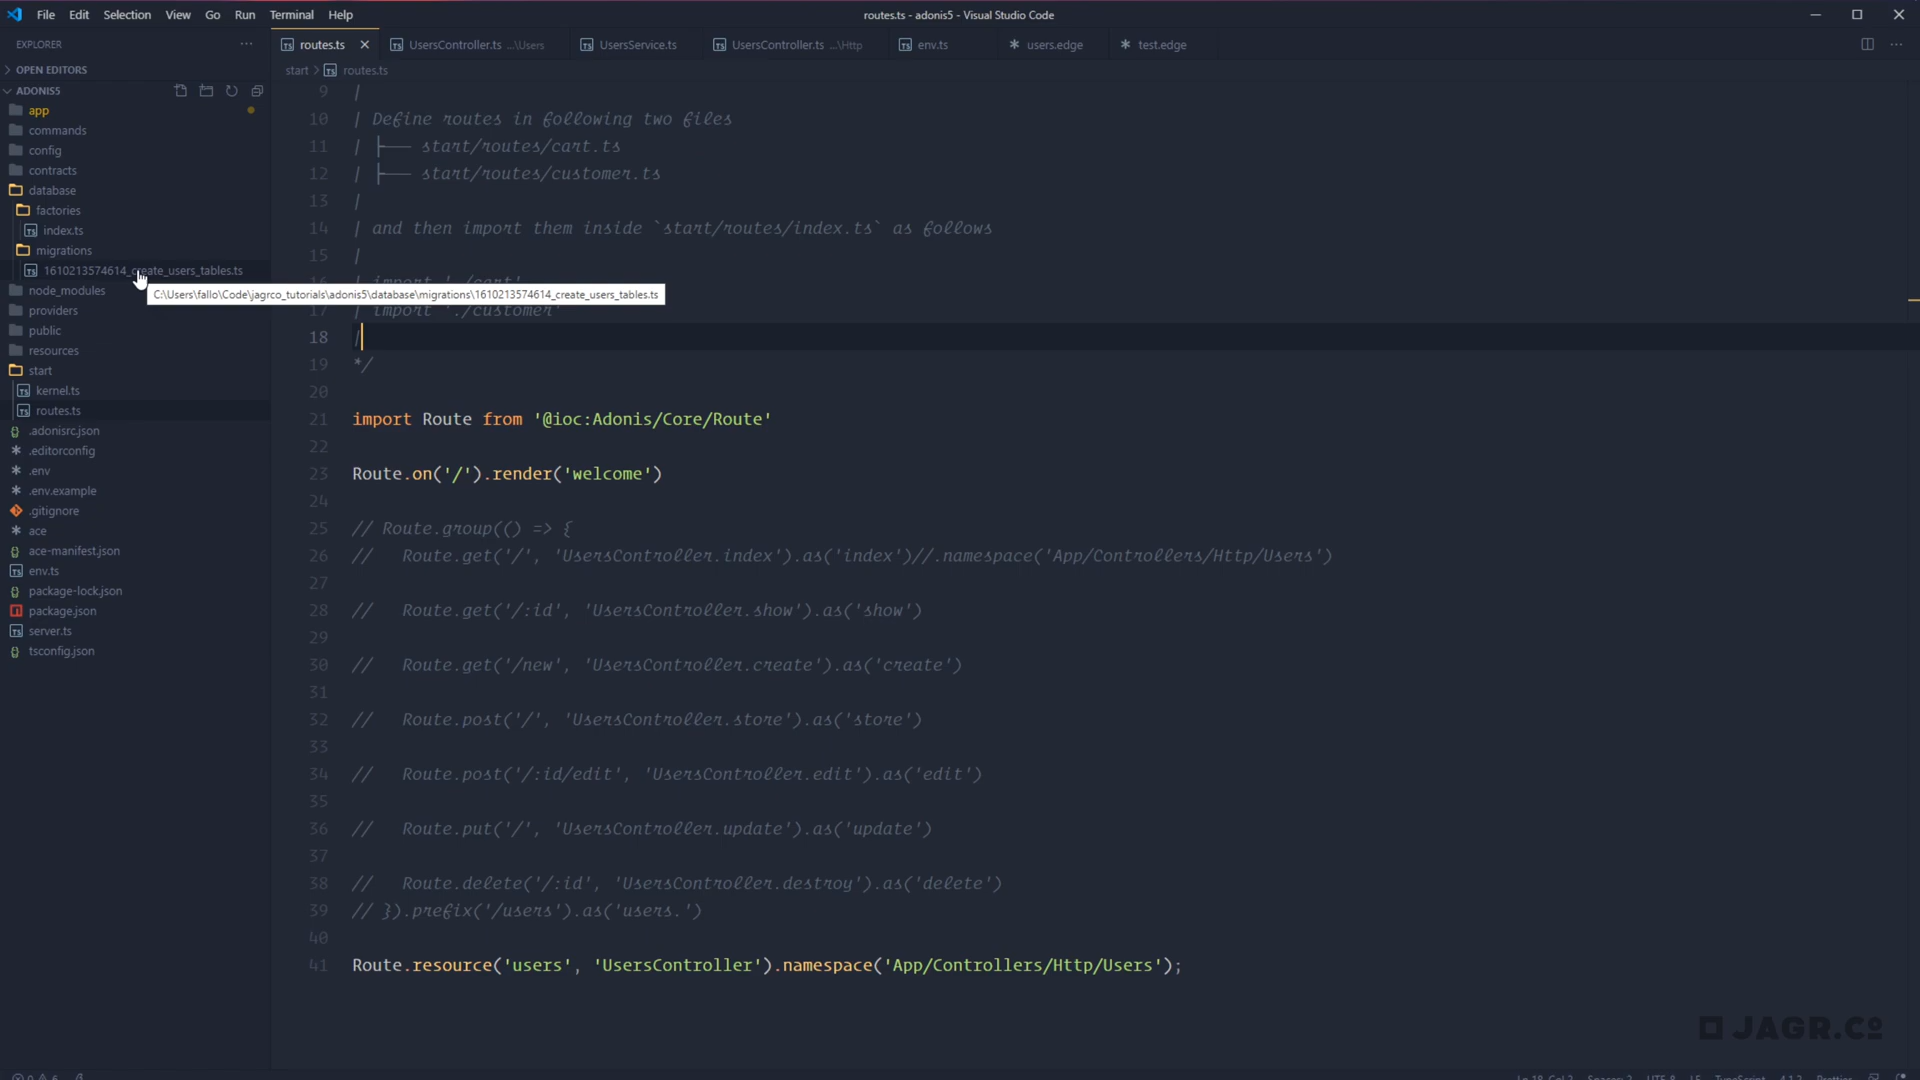 File Edit Selection View Go Run Terminal Help
routes.ts - adonis5 - Visual Studio Code
EXPLORER
OPEN EDITORS
ADONIS5
app
commands
config
contracts
database
factories
index.ts
migrations
1610213574614_create_users_tables.ts
node_modules
providers
public
resources
start
kernel.ts
routes.ts
.adonisrc.json
.editorconfig
.env
.env.example
.gitignore
ace
ace-manifest.json
env.ts
package-lock.json
package.json
server.ts
tsconfig.json
routes.ts UsersController.ts ...\Users UsersService.ts UsersController.ts ...\Http env.ts users.edge test.edge
start > routes.ts
9 |
10 | Define routes in following two files
11 | ├── start/routes/cart.ts
12 | ├── start/routes/customer.ts
13 |
14 | and then import them inside `start/routes/index.ts` as follows
15 |
16 | import './cart'
C:\Users\fallo\Code\jagrco_tutorials\adonis5\database\migrations\1610213574614_create_users_tables.ts
17 | import './customer'
18 |
19 */
20
21 import Route from '@ioc:Adonis/Core/Route'
22
23 Route.on('/').render('welcome')
24
25 // Route.group(() => {
26 //   Route.get('/', 'UsersController.index').as('index')//.namespace('App/Controllers/Http/Users')
27
28 //   Route.get('/:id', 'UsersController.show').as('show')
29
30 //   Route.get('/new', 'UsersController.create').as('create')
31
32 //   Route.post('/', 'UsersController.store').as('store')
33
34 //   Route.post('/:id/edit', 'UsersController.edit').as('edit')
35
36 //   Route.put('/', 'UsersController.update').as('update')
37
38 //   Route.delete('/:id', 'UsersController.destroy').as('delete')
39 // }).prefix('/users').as('users.')
40
41 Route.resource('users', 'UsersController').namespace('App/Controllers/Http/Users');
JAGR.Co